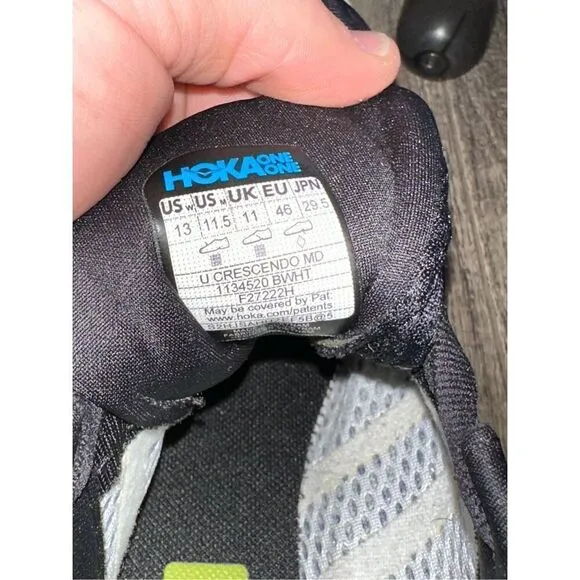 HOKA ONE ONE
US W US M UK EU JPN
13 11.5 11 46 29.5
U CRESCENDO MD
1134520 BWHT
F27222H
May be covered by Pat.
www.hoka.com/patents